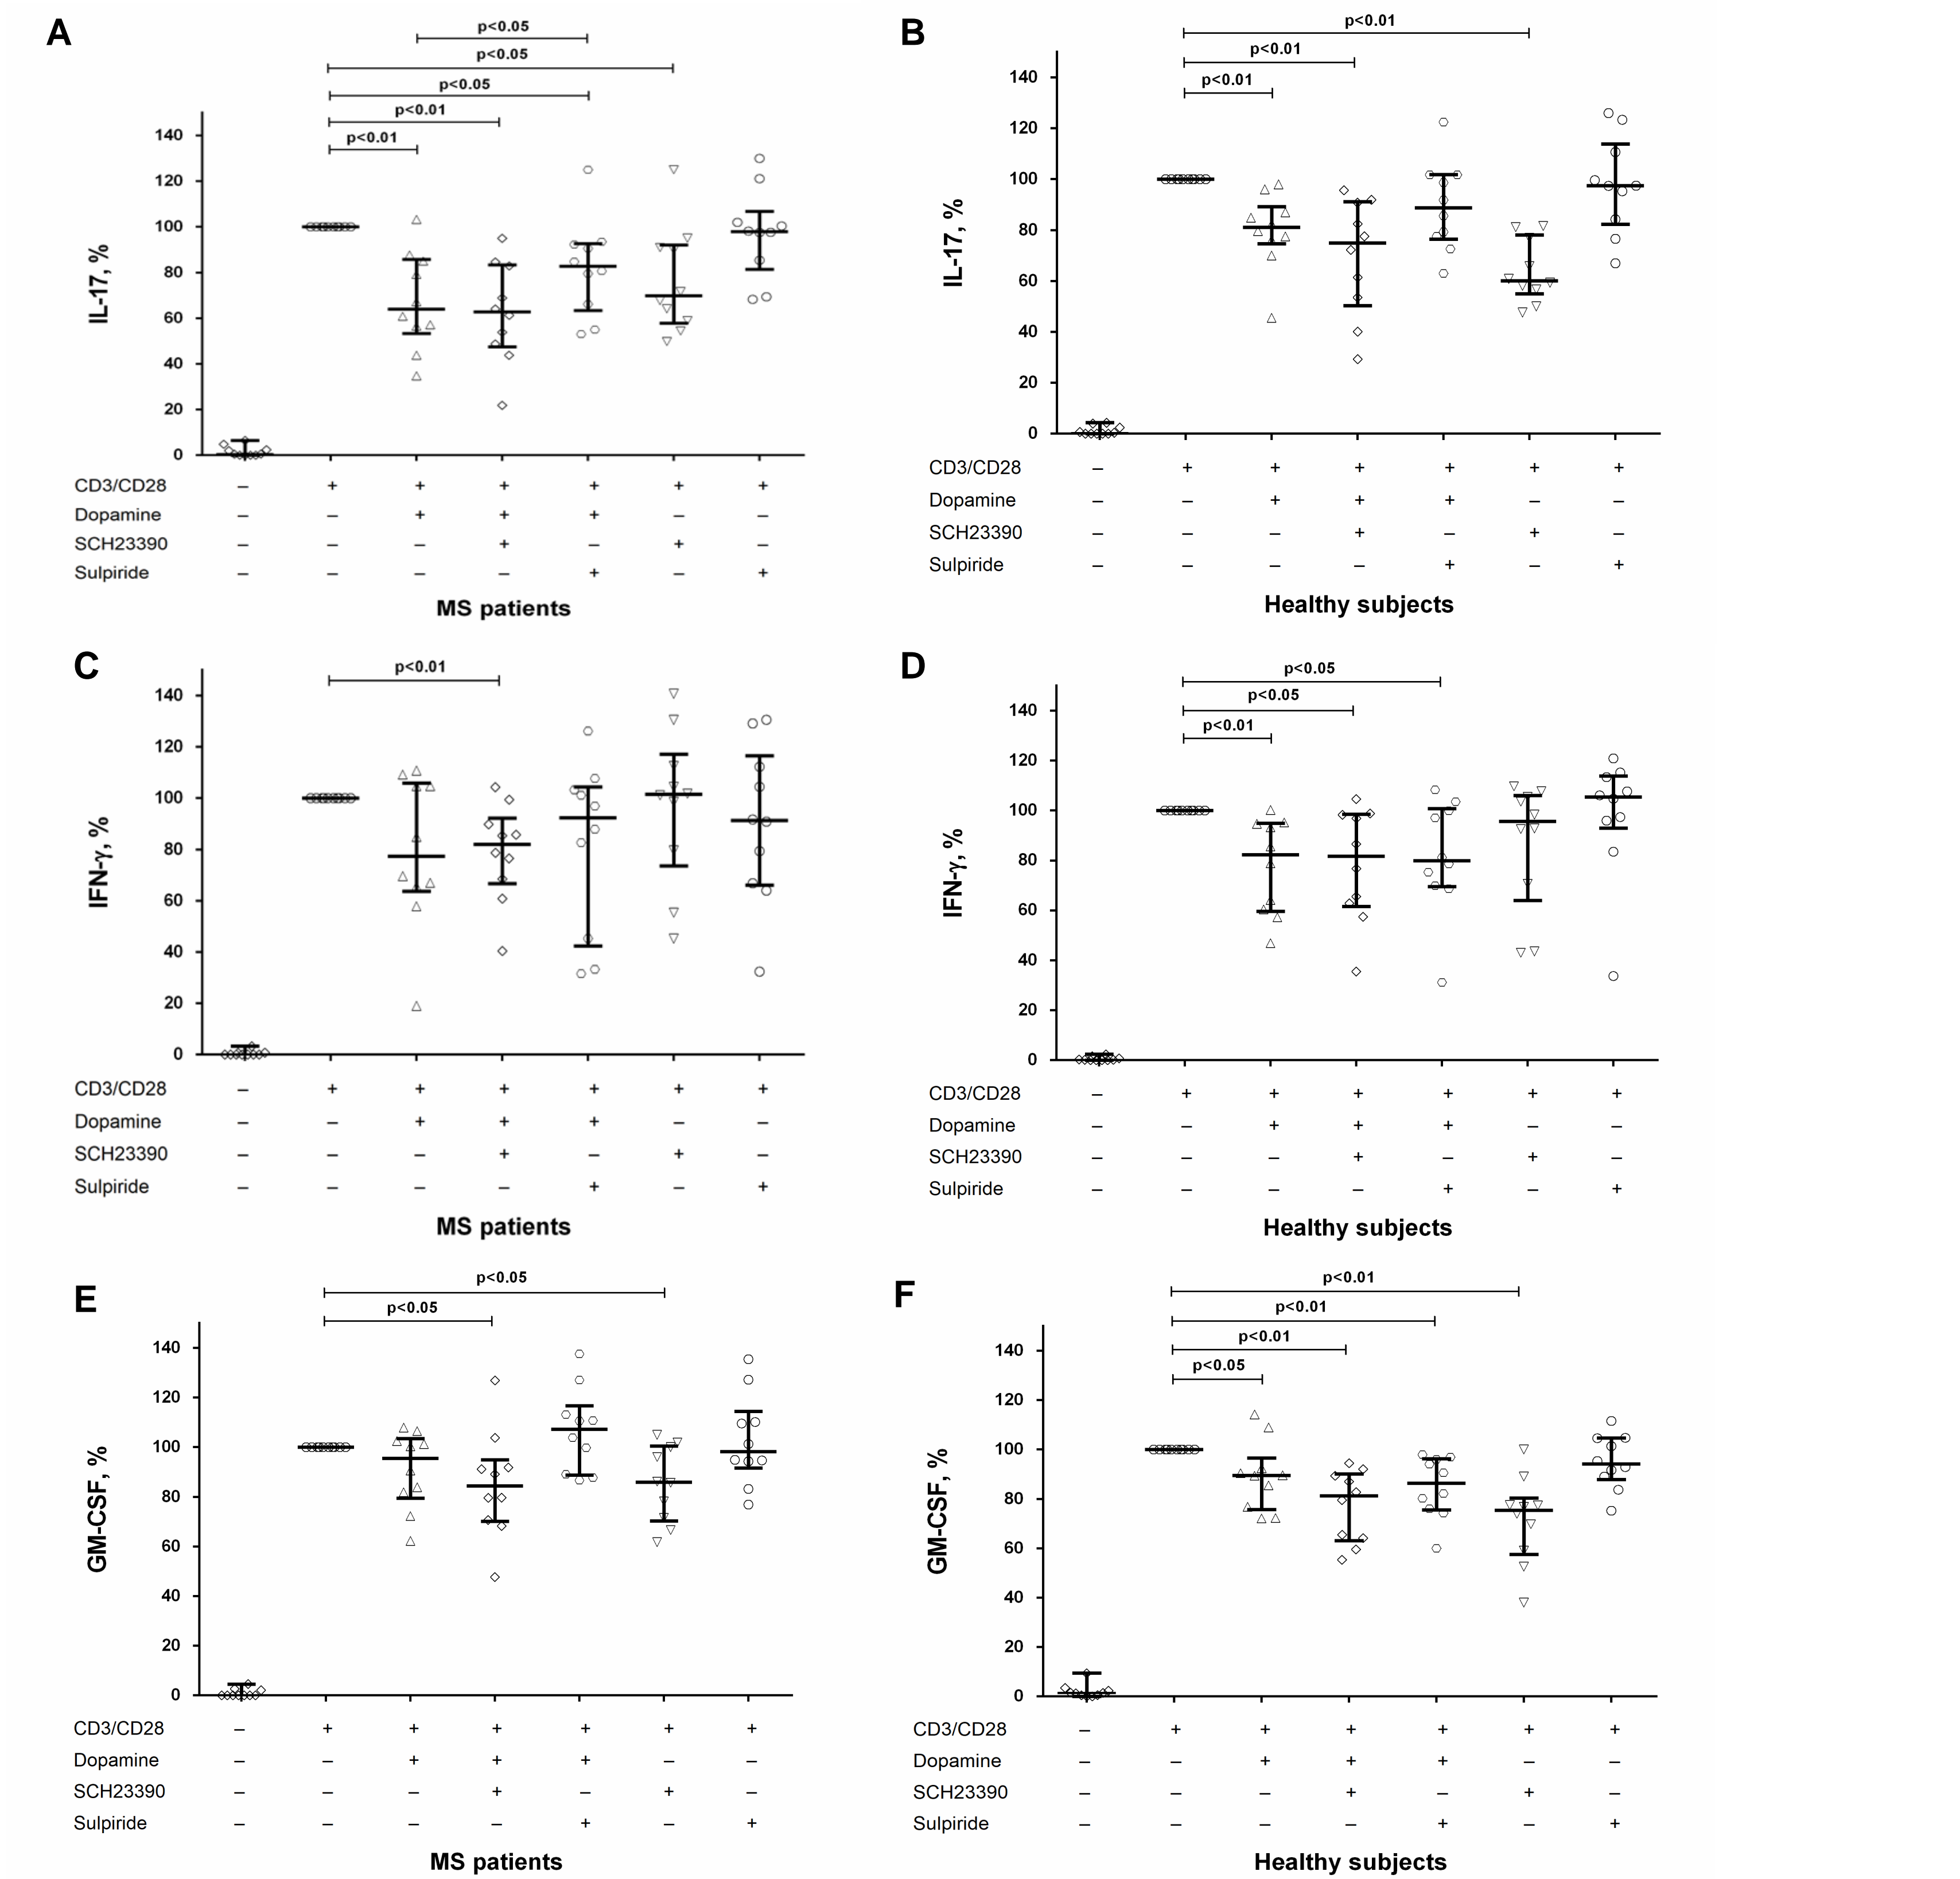 A
p<0.05
p<0.05
p<0.05
p<0.01
p<0.01
IL-17, %
140
120
100
80
60
40
20
0
CD3/CD28 – + + + + + +
Dopamine – – + + + – –
SCH23390 – – – + – + –
Sulpiride – – – – + – +
MS patients
B
p<0.01
p<0.01
p<0.01
IL-17, %
140
120
100
80
60
40
20
0
CD3/CD28 – + + + + + +
Dopamine – – + + + – –
SCH23390 – – – + – + –
Sulpiride – – – – + – +
Healthy subjects
C
p<0.01
IFN-γ, %
140
120
100
80
60
40
20
0
CD3/CD28 – + + + + + +
Dopamine – – + + + – –
SCH23390 – – – + – + –
Sulpiride – – – – + – +
MS patients
D
p<0.05
p<0.05
p<0.01
IFN-γ, %
140
120
100
80
60
40
20
0
CD3/CD28 – + + + + + +
Dopamine – – + + + – –
SCH23390 – – – + – + –
Sulpiride – – – – + – +
Healthy subjects
E
p<0.05
p<0.05
GM-CSF, %
140
120
100
80
60
40
20
0
CD3/CD28 – + + + + + +
Dopamine – – + + + – –
SCH23390 – – – + – + –
Sulpiride – – – – + – +
MS patients
F
p<0.01
p<0.01
p<0.01
p<0.05
GM-CSF, %
140
120
100
80
60
40
20
0
CD3/CD28 – + + + + + +
Dopamine – – + + + – –
SCH23390 – – – + – + –
Sulpiride – – – – + – +
Healthy subjects